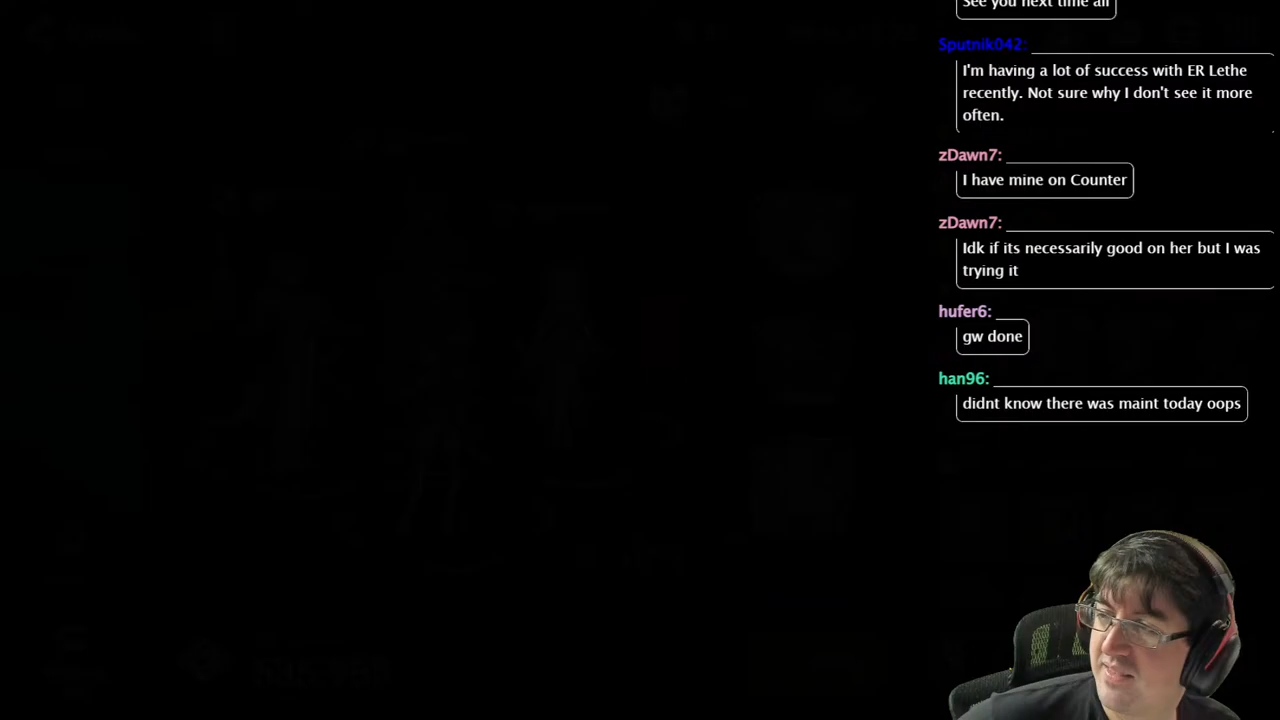 See you next time all
Sputnik042:
I'm having a lot of success with ER Lethe
recently. Not sure why I don't see it more
often.
zDawn7:
I have mine on Counter
zDawn7:
Idk if its necessarily good on her but I was
trying it
hufer6:
gw done
han96:
didnt know there was maint today oops